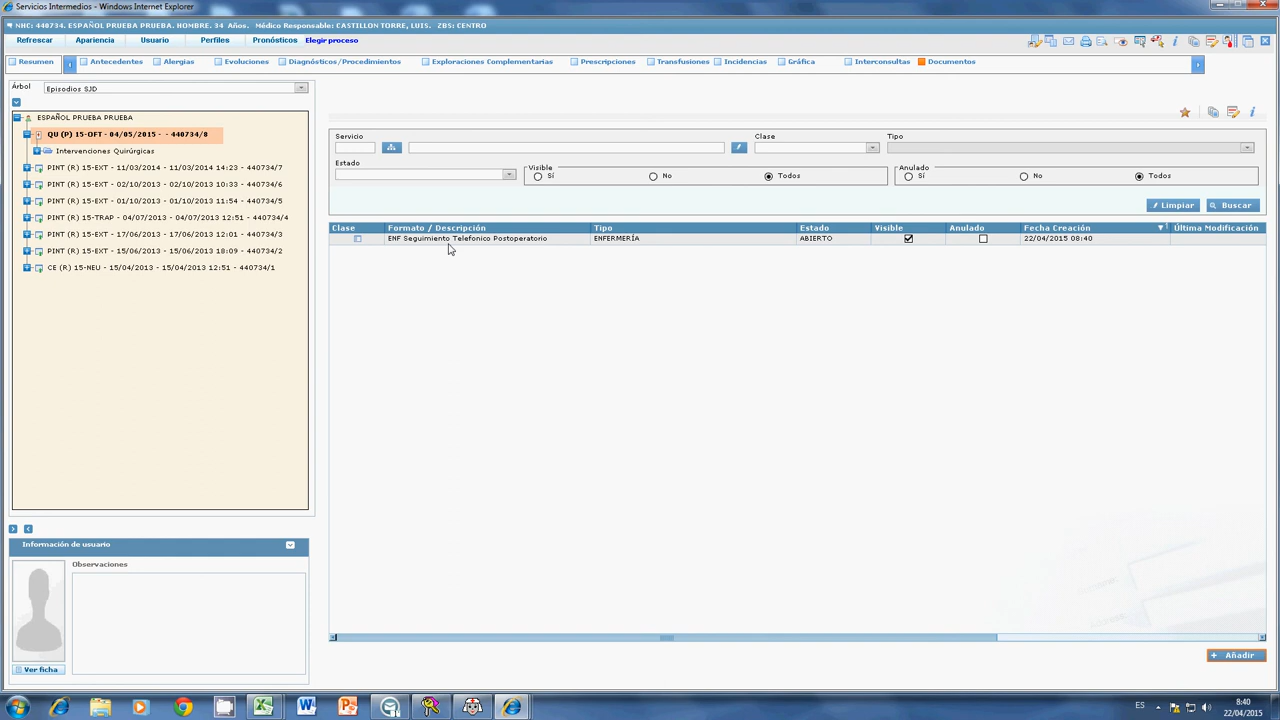 Servicios Intermedios - Windows Internet Explorer
NHC: 440734. ESPAÑOL PRUEBA PRUEBA. HOMBRE. 34 Años. Médico Responsable: CASTILLON TORRE, LUIS. ZBS: CENTRO
Refrescar Apariencia Usuario Perfiles Pronósticos Elegir proceso
Resumen Antecedentes Alergias Evoluciones Diagnósticos/Procedimientos Exploraciones Complementarias Prescripciones Transfusiones Incidencias Gráfica Interconsultas Documentos
Árbol Episodios SJD
ESPAÑOL PRUEBA PRUEBA
QU (P) 15-OFT - 04/05/2015 - - 440734/8
Intervenciones Quirúrgicas
PINT (R) 15-EXT - 11/03/2014 - 11/03/2014 14:23 - 440734/7
PINT (R) 15-EXT - 02/10/2013 - 02/10/2013 10:33 - 440734/6
PINT (R) 15-EXT - 01/10/2013 - 01/10/2013 11:54 - 440734/5
PINT (R) 15-TRAP - 04/07/2013 - 04/07/2013 12:51 - 440734/4
PINT (R) 15-EXT - 17/06/2013 - 17/06/2013 12:01 - 440734/3
PINT (R) 15-EXT - 15/06/2013 - 15/06/2013 18:09 - 440734/2
CE (R) 15-NEU - 15/04/2013 - 15/04/2013 12:51 - 440734/1
Servicio Clase Tipo
Estado Visible Sí No Todos Anulado Sí No Todos
Limpiar Buscar
Clase Formato / Descripción Tipo Estado Visible Anulado Fecha Creación Última Modificación
ENF Seguimiento Telefonico Postoperatorio ENFERMERÍA ABIERTO 22/04/2015 08:40
Información de usuario
Observaciones
Ver ficha
+ Añadir
ES 8:40
22/04/2015